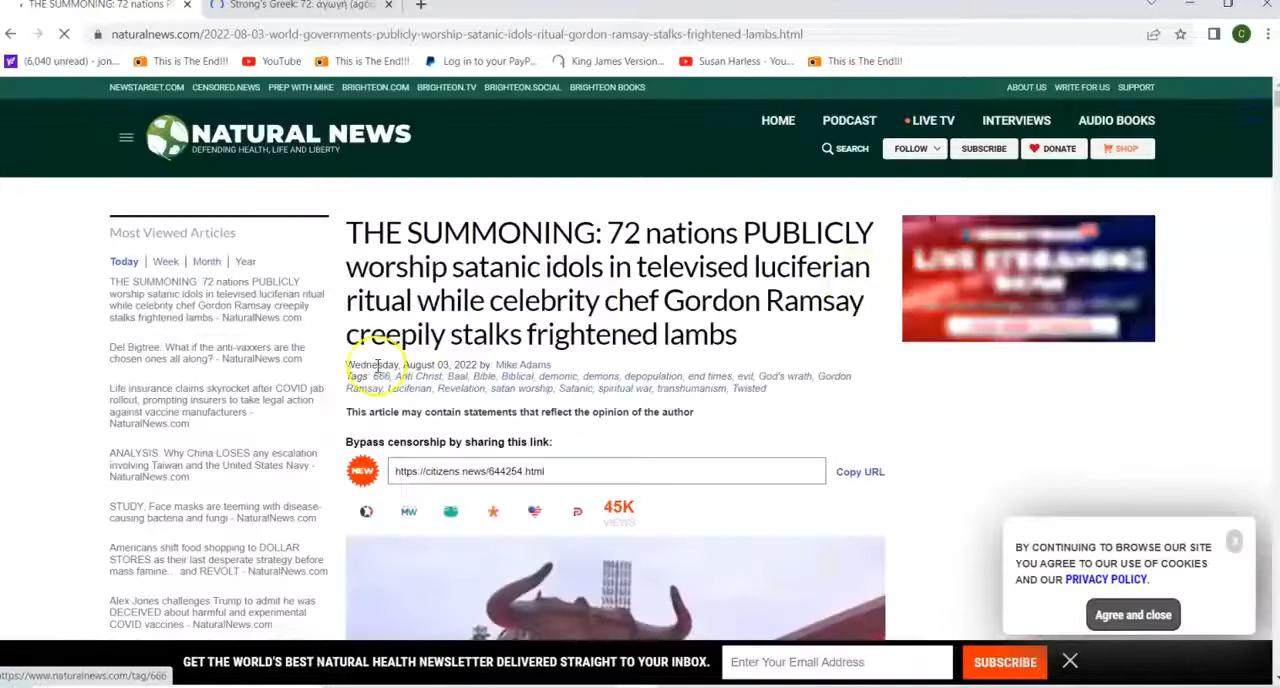 THE SUMMONING: 72 nations P
Strong's Greek: 72. ἀγωγή (agó
naturalnews.com/2022-08-03-world-governments-publicly-worship-satanic-idols-ritual-gordon-ramsay-stalks-frightened-lambs.html
C
(6,040 unread) - jon...
This is The End!!!
YouTube
This is The End!!!
Log in to your PayP...
King James Version...
Susan Harless - You...
This is The End!!!
NEWSTARGET.COM CENSORED.NEWS PREP WITH MIKE BRIGHTEON.COM BRIGHTEON.TV BRIGHTEON.SOCIAL BRIGHTEON BOOKS
ABOUT US WRITE FOR US SUPPORT
NATURAL NEWS
DEFENDING HEALTH, LIFE AND LIBERTY
HOME PODCAST LIVE TV INTERVIEWS AUDIO BOOKS
SEARCH FOLLOW SUBSCRIBE DONATE SHOP
Most Viewed Articles
Today | Week | Month | Year
THE SUMMONING: 72 nations PUBLICLY
worship satanic idols in televised luciferian
ritual while celebrity chef Gordon Ramsay
creepily stalks frightened lambs - NaturalNews.com
Del Bigtree. What if the anti-vaxxers are the
chosen ones all along? - NaturalNews.com
Life insurance claims skyrocket after COVID jab
rollout, prompting insurers to take legal action
against vaccine manufacturers -
NaturalNews.com
ANALYSIS. Why China LOSES any escalation
involving Taiwan and the United States Navy -
NaturalNews.com
STUDY. Face masks are teeming with disease-
causing bacteria and fungi - NaturalNews.com
Americans shift food shopping to DOLLAR
STORES as their last desperate strategy before
mass famine.. and REVOLT - NaturalNews.com
Alex Jones challenges Trump to admit he was
DECEIVED about harmful and experimental
COVID vaccines - NaturalNews.com
THE SUMMONING: 72 nations PUBLICLY
worship satanic idols in televised luciferian
ritual while celebrity chef Gordon Ramsay
creepily stalks frightened lambs
Wednesday, August 03, 2022 by: Mike Adams
Tags: 666, Anti Christ, Baal, Bible, Biblical, demonic, demons, depopulation, end times, evil, God's wrath, Gordon
Ramsay, Luciferian, Revelation, satan worship, Satanic, spiritual war, transhumanism, Twisted
This article may contain statements that reflect the opinion of the author
Bypass censorship by sharing this link:
NEW
https://citizens.news/644254.html
Copy URL
MW
45K
VIEWS
LIVE
BY CONTINUING TO BROWSE OUR SITE
YOU AGREE TO OUR USE OF COOKIES
AND OUR PRIVACY POLICY.
Agree and close
GET THE WORLD'S BEST NATURAL HEALTH NEWSLETTER DELIVERED STRAIGHT TO YOUR INBOX.
Enter Your Email Address
SUBSCRIBE
https://www.naturalnews.com/tag/666